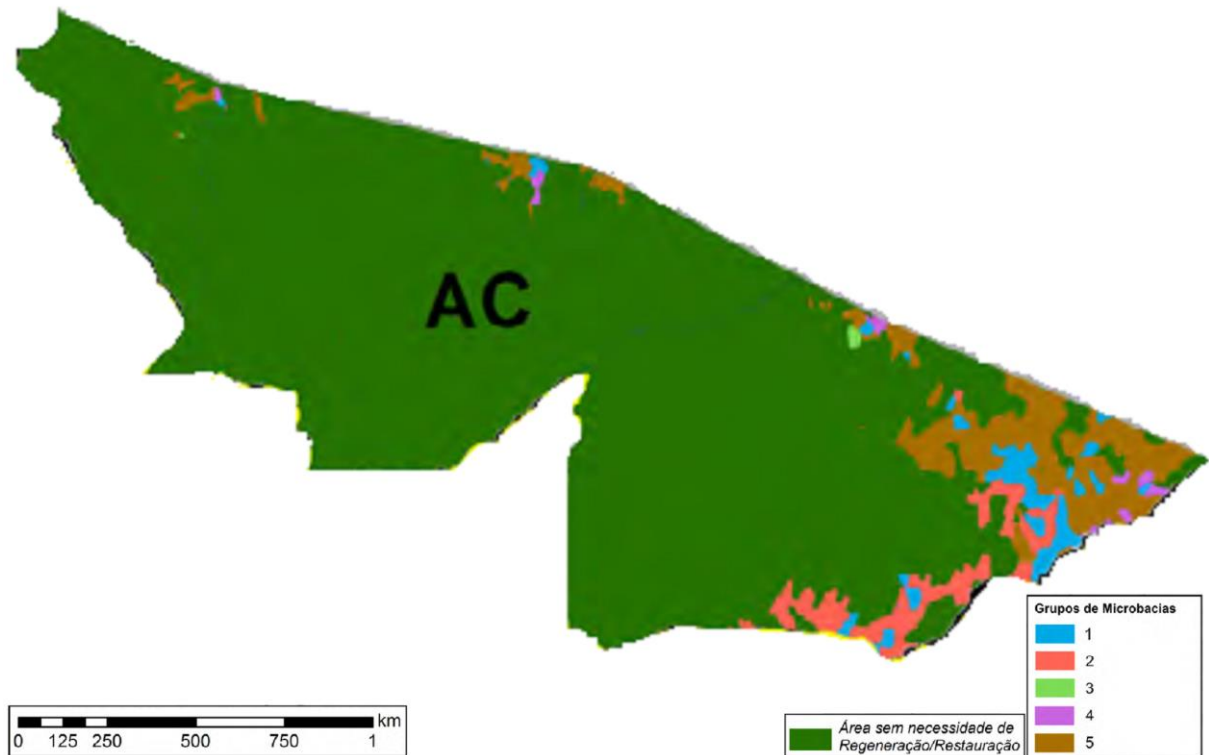 AC
Grupos de Microbacias
1
2
3
4
5
km
0 125 250 500 750 1
Área sem necessidade de
Regeneração/Restauração